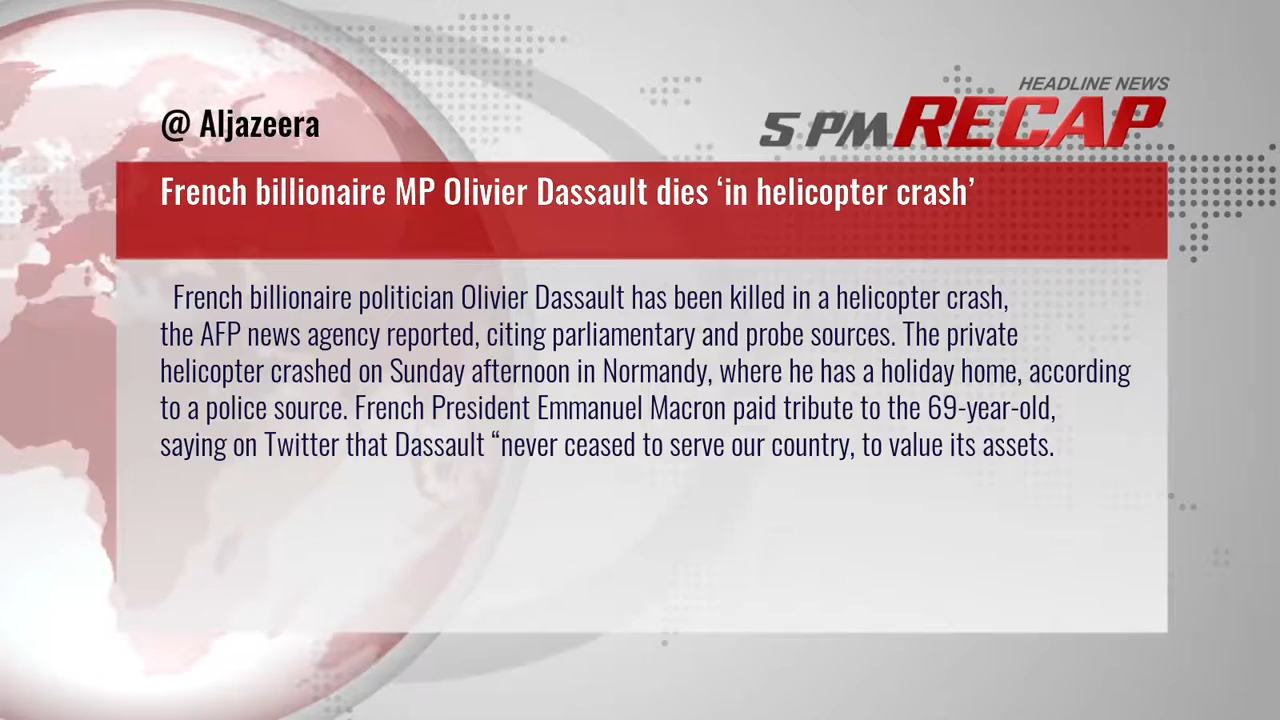 HEADLINE NEWS
@ Aljazeera
5 PM RECAP
French billionaire MP Olivier Dassault dies ‘in helicopter crash’
French billionaire politician Olivier Dassault has been killed in a helicopter crash,
the AFP news agency reported, citing parliamentary and probe sources. The private
helicopter crashed on Sunday afternoon in Normandy, where he has a holiday home, according
to a police source. French President Emmanuel Macron paid tribute to the 69-year-old,
saying on Twitter that Dassault “never ceased to serve our country, to value its assets.